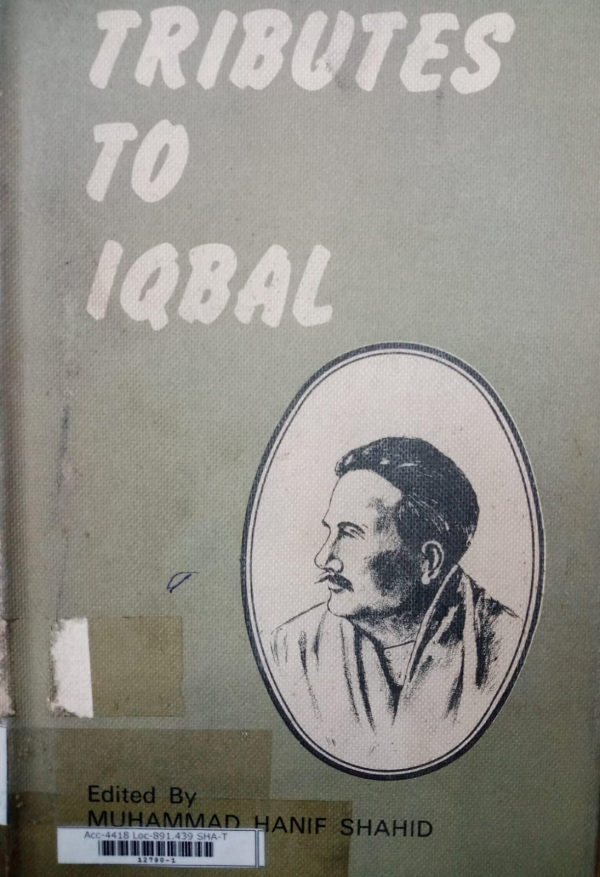 TRIBUTES
TO
IQBAL
Edited By
MUHAMMAD HANIF SHAHID
Acc-4418 Loc-891.439 SHA-T
12790-1